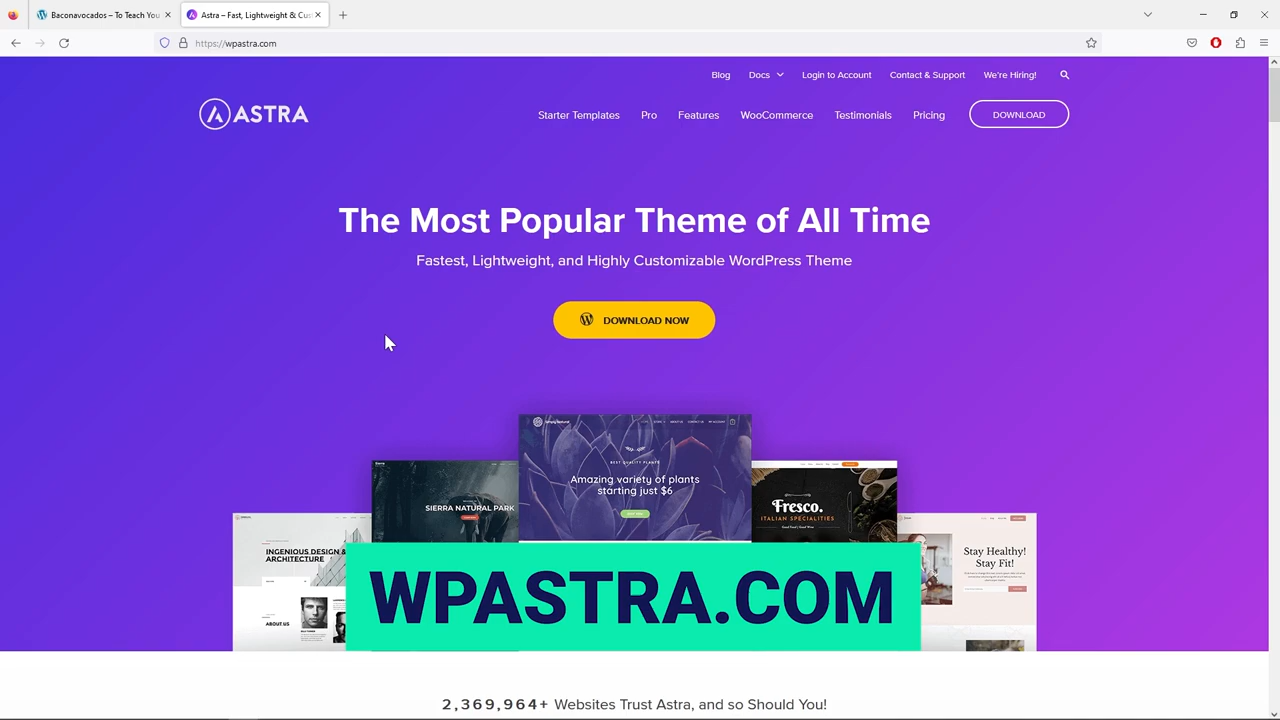 Baconavocados – To Teach You
Astra – Fast, Lightweight & Cus
https://wpastra.com
Blog
Docs
Login to Account
Contact & Support
We're Hiring!
ASTRA
Starter Templates
Pro
Features
WooCommerce
Testimonials
Pricing
DOWNLOAD
The Most Popular Theme of All Time
Fastest, Lightweight, and Highly Customizable WordPress Theme
DOWNLOAD NOW
BEST QUALITY PLANTS
Amazing variety of plants
starting just $6
SIERRA NATURAL PARK
Fresco.
ITALIAN SPECIALITIES
INGENIOUS DESIGN &
ARCHITECTURE
ABOUT US
Stay Healthy!
Stay Fit!
WPASTRA.COM
2,369,964+ Websites Trust Astra, and so Should You!